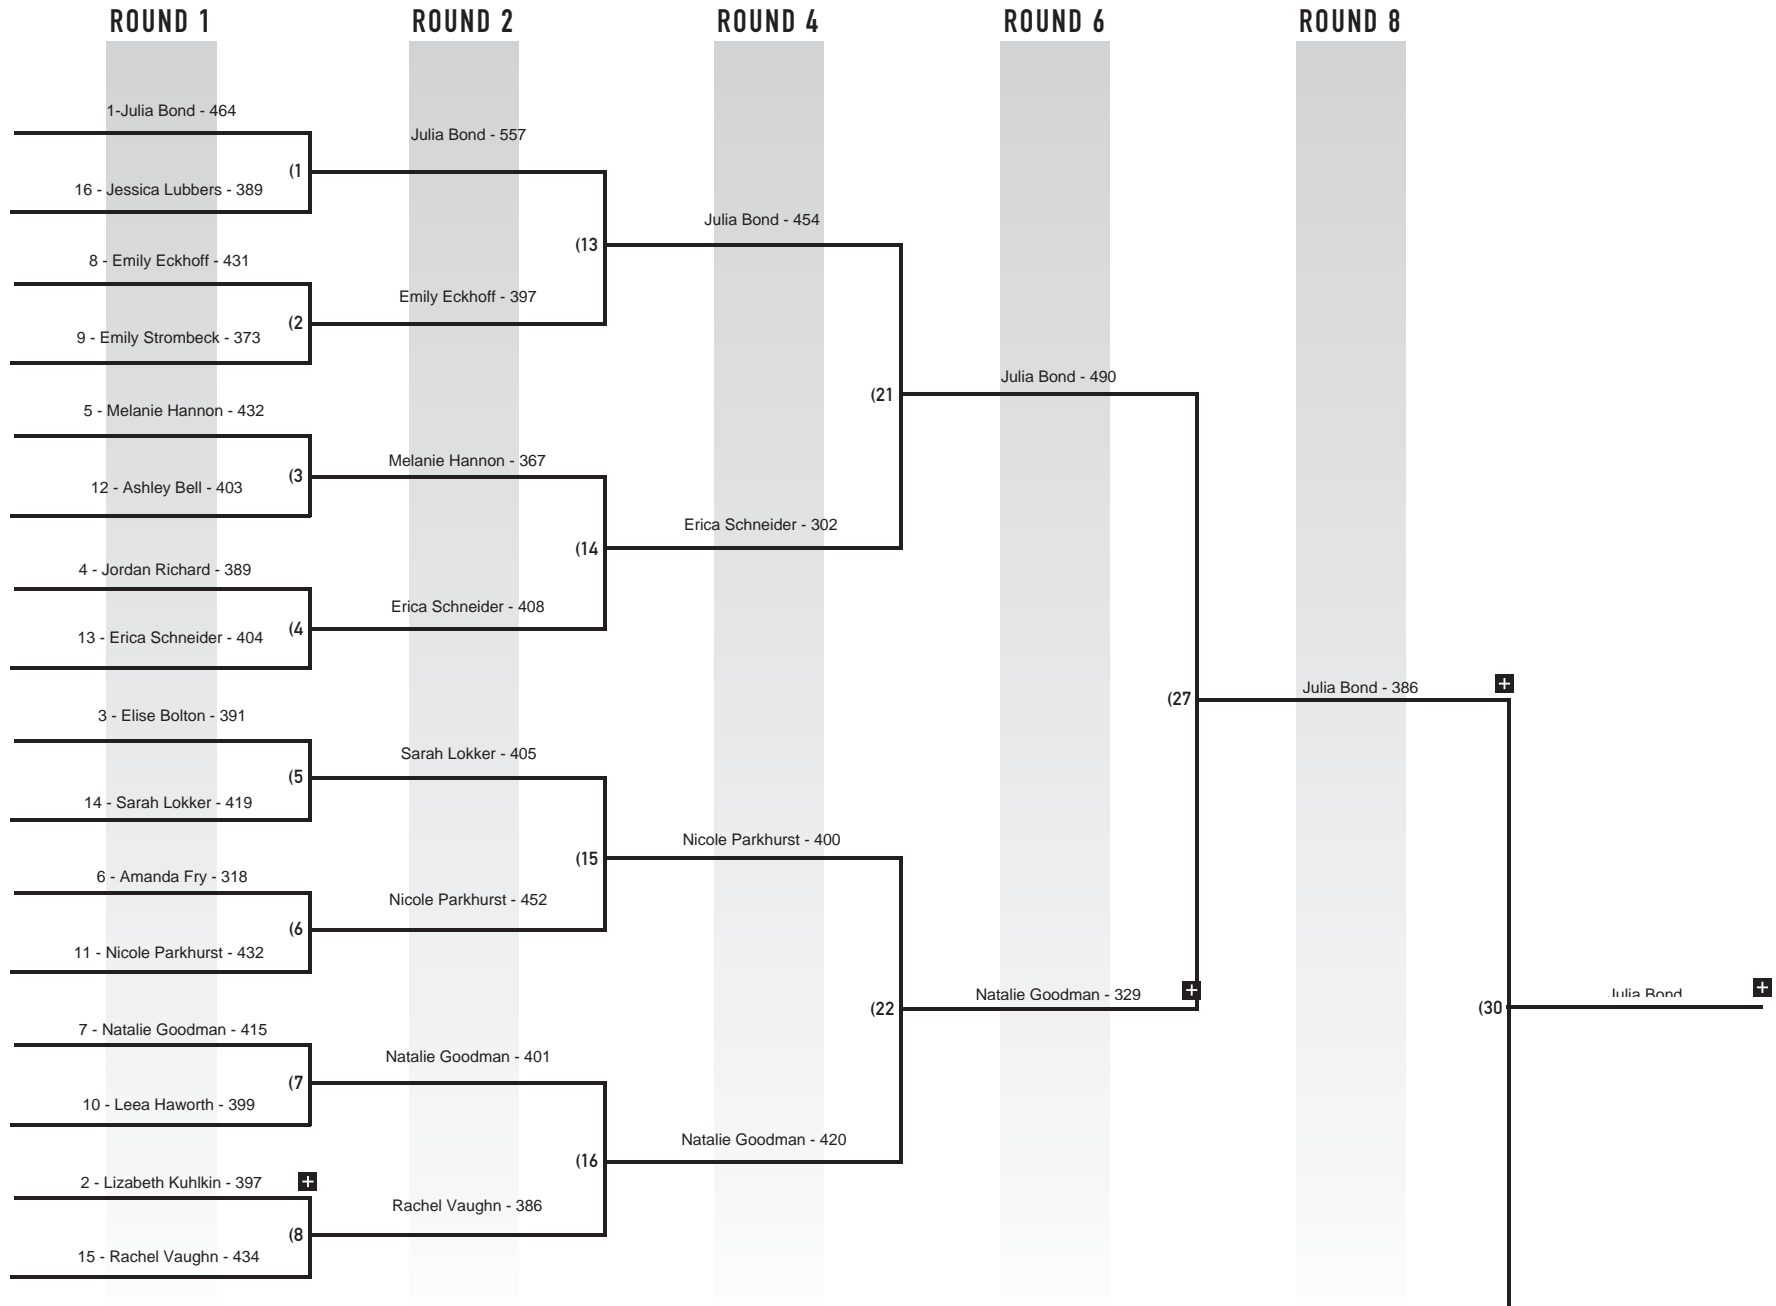 ROUND 1
ROUND 2
ROUND 4
ROUND 6
ROUND 8
1-Julia Bond - 464
(1
16 - Jessica Lubbers - 389
8 - Emily Eckhoff - 431
(2
9 - Emily Strombeck - 373
5 - Melanie Hannon - 432
(3
12 - Ashley Bell - 403
4 - Jordan Richard - 389
(4
13 - Erica Schneider - 404
3 - Elise Bolton - 391
(5
14 - Sarah Lokker - 419
6 - Amanda Fry - 318
(6
11 - Nicole Parkhurst - 432
7 - Natalie Goodman - 415
(7
10 - Leea Haworth - 399
2 - Lizabeth Kuhlkin - 397
(8
15 - Rachel Vaughn - 434
Julia Bond - 557
(13
Emily Eckhoff - 397
Melanie Hannon - 367
(14
Erica Schneider - 408
Sarah Lokker - 405
(15
Nicole Parkhurst - 452
Natalie Goodman - 401
(16
Rachel Vaughn - 386
Julia Bond - 454
(21
Erica Schneider - 302
Nicole Parkhurst - 400
(22
Natalie Goodman - 420
Julia Bond - 490
(27
Natalie Goodman - 329
Julia Bond - 386
(30
Julia Bond